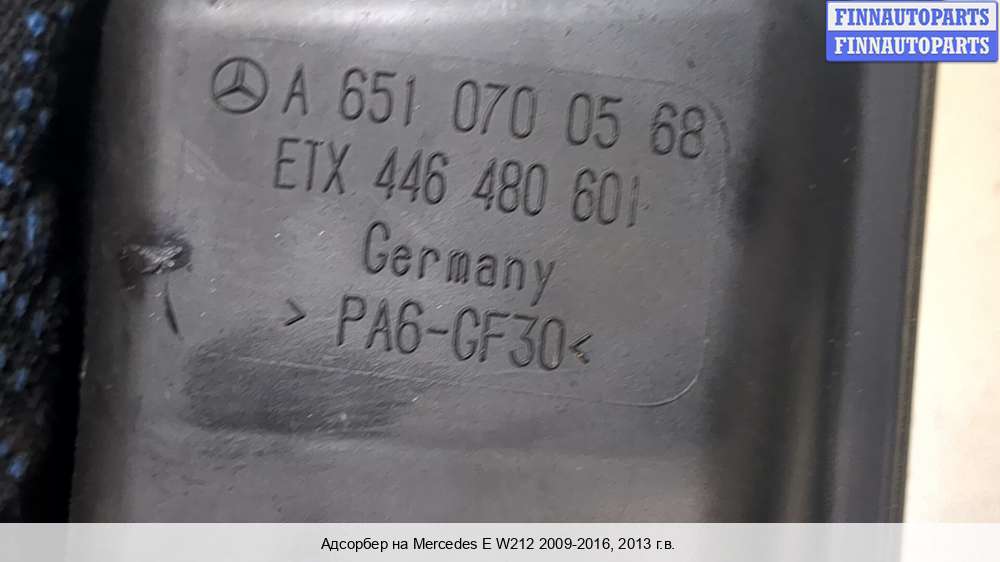 FINNAUTOPARTS
FINNAUTOPARTS
A 651 070 05 68
ETX 446 480 601
Germany
> PA6-GF30<
Адсорбер на Mercedes E W212 2009-2016, 2013 г.в.